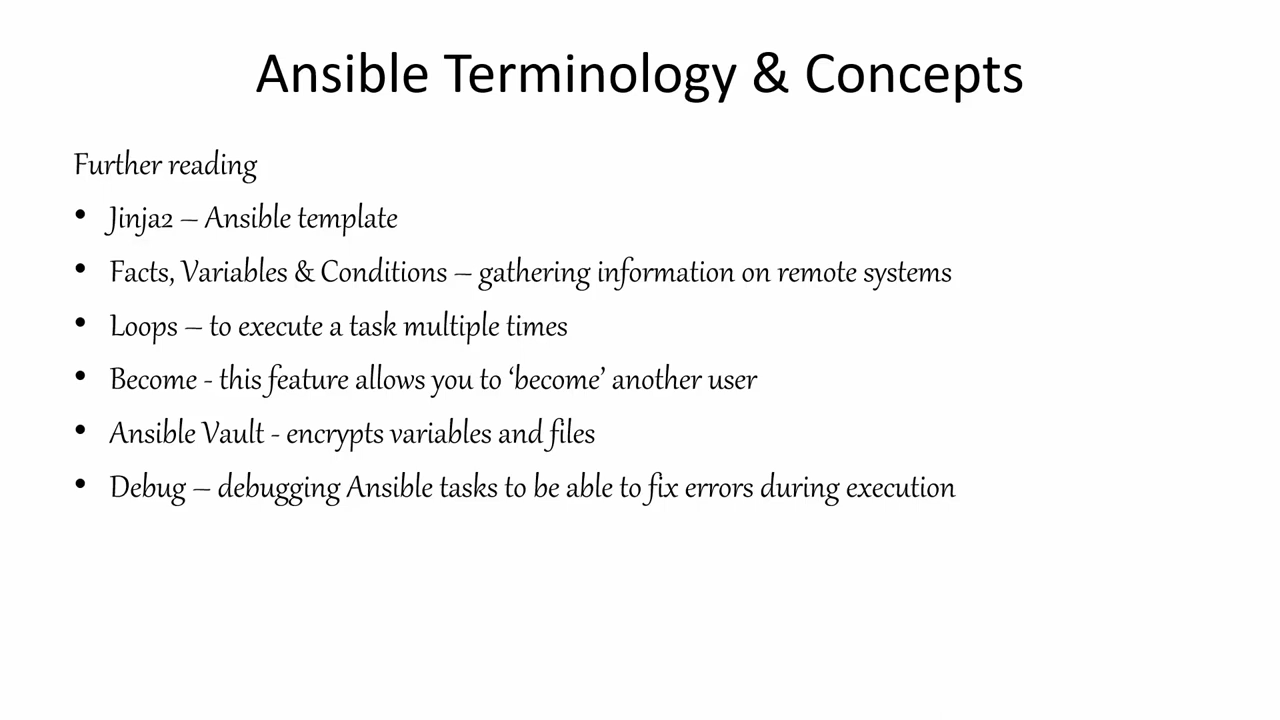 Ansible Terminology & Concepts
Further reading
• Jinja2 – Ansible template
• Facts, Variables & Conditions – gathering information on remote systems
• Loops – to execute a task multiple times
• Become - this feature allows you to ‘become’ another user
• Ansible Vault - encrypts variables and files
• Debug – debugging Ansible tasks to be able to fix errors during execution